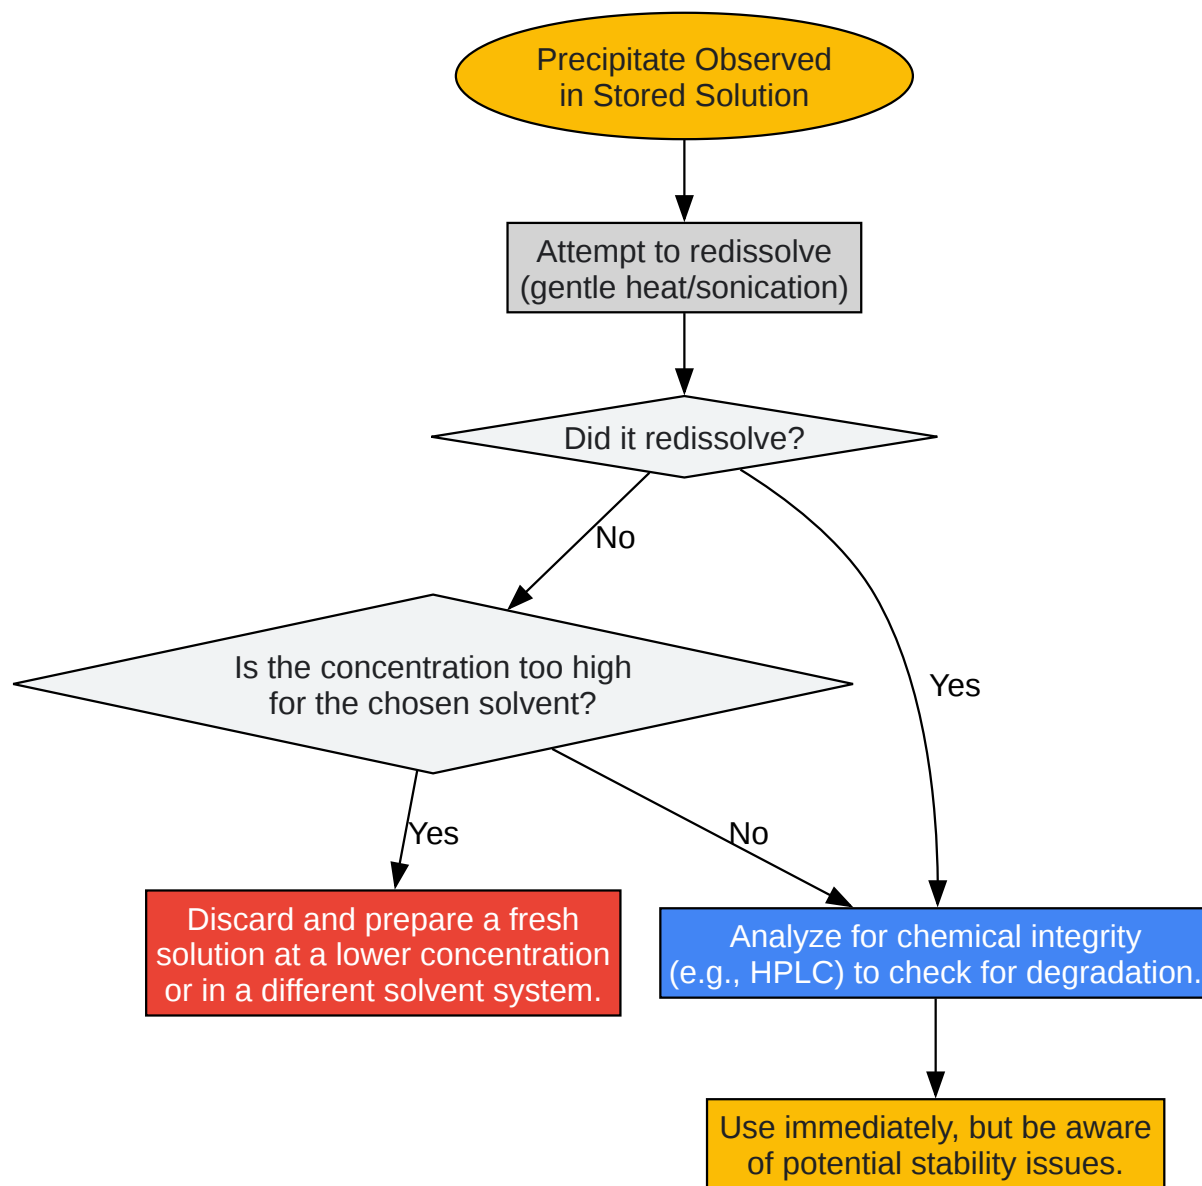 Precipitate Observed
in Stored Solution
Attempt to redissolve
(gentle heat/sonication)
Did it redissolve?
No
Is the concentration too high
for the chosen solvent?
Yes
Yes
No
Discard and prepare a fresh
solution at a lower concentration
or in a different solvent system.
Analyze for chemical integrity
(e.g., HPLC) to check for degradation.
Use immediately, but be aware
of potential stability issues.